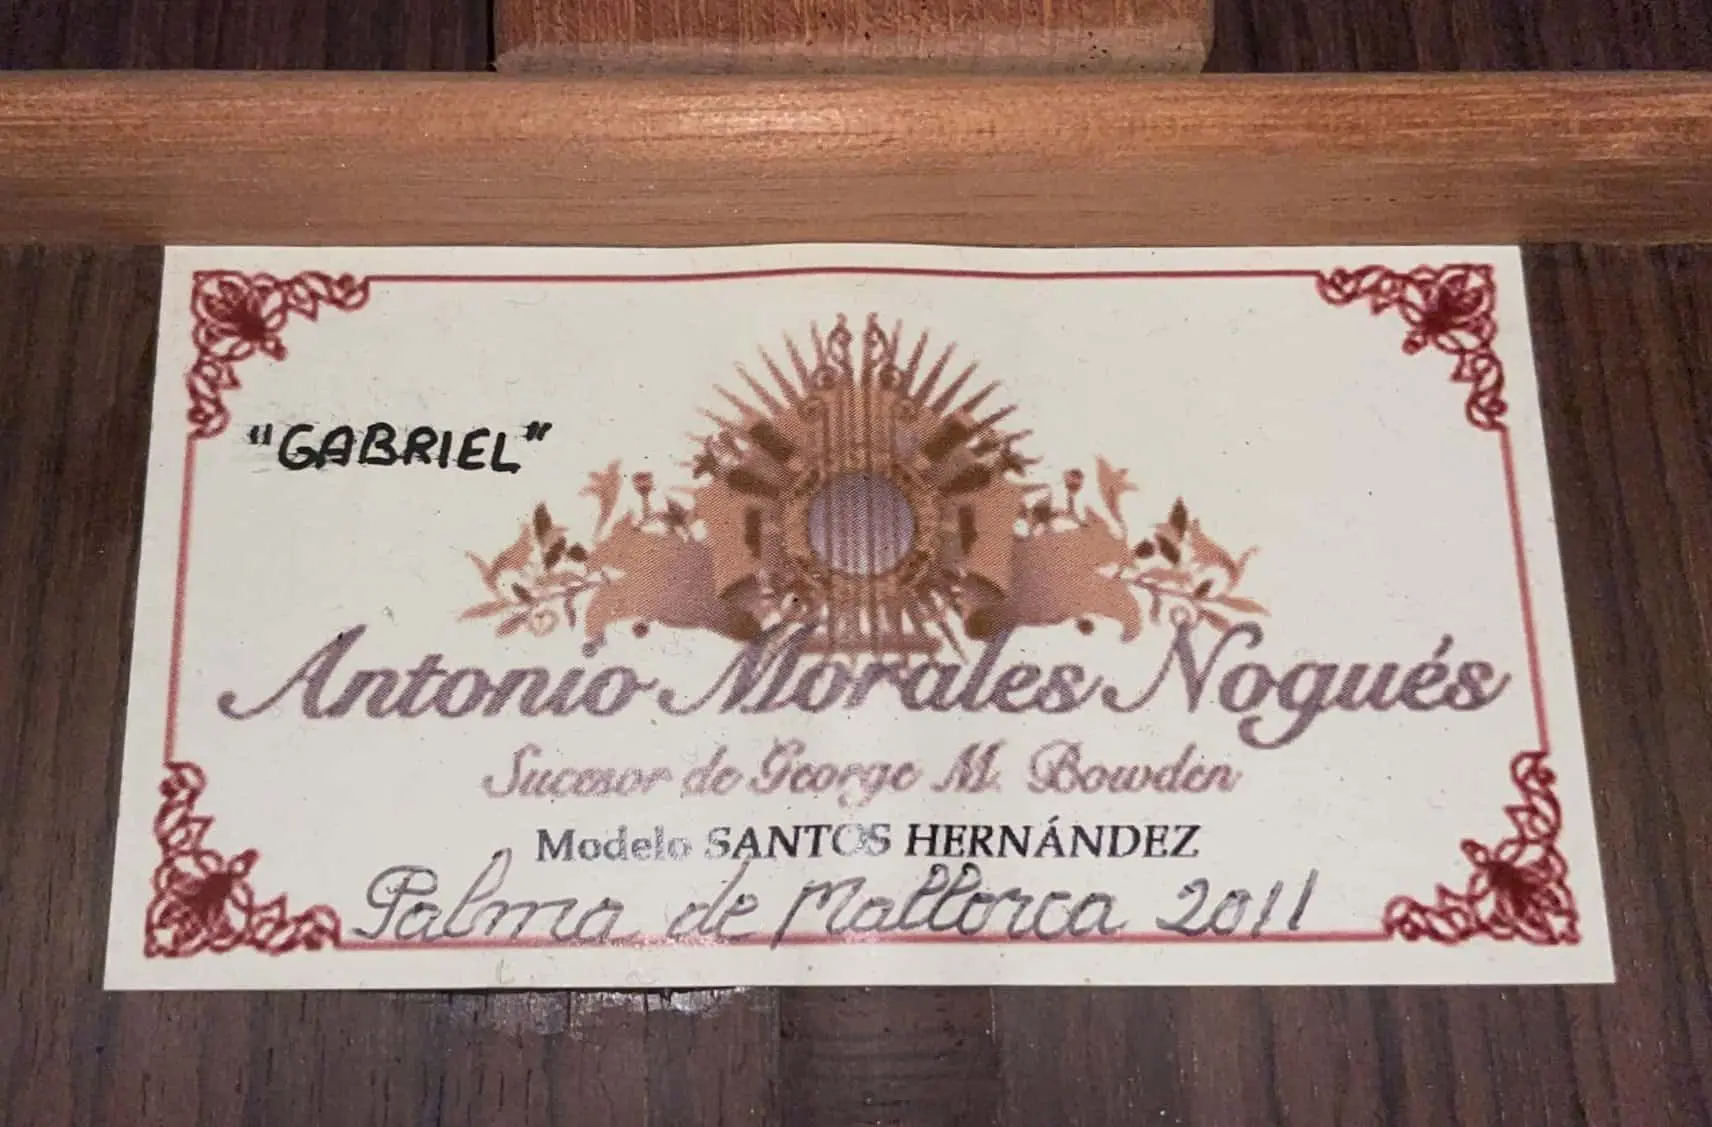 "GABRIEL"
Antonio Morales Nogués
Sucesor de George M. Bowden
Modelo SANTOS HERNÁNDEZ
Palma de Mallorca 2011